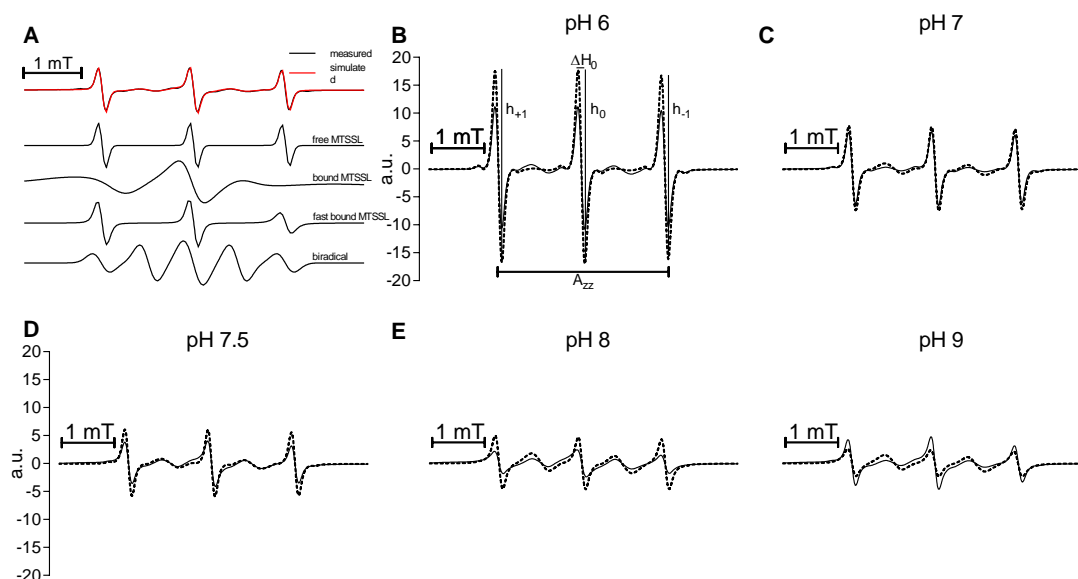 A
1 mT
measured
simulate
d
free MTSSL
bound MTSSL
fast bound MTSSL
biradical
B
pH 6
20
15
10
5
0
-5
-10
-15
-20
a.u.
1 mT
ΔH0
h+1
h0
h-1
Azz
C
pH 7
1 mT
D
pH 7.5
20
15
10
5
0
-5
-10
-15
-20
a.u.
1 mT
E
pH 8
1 mT
pH 9
1 mT